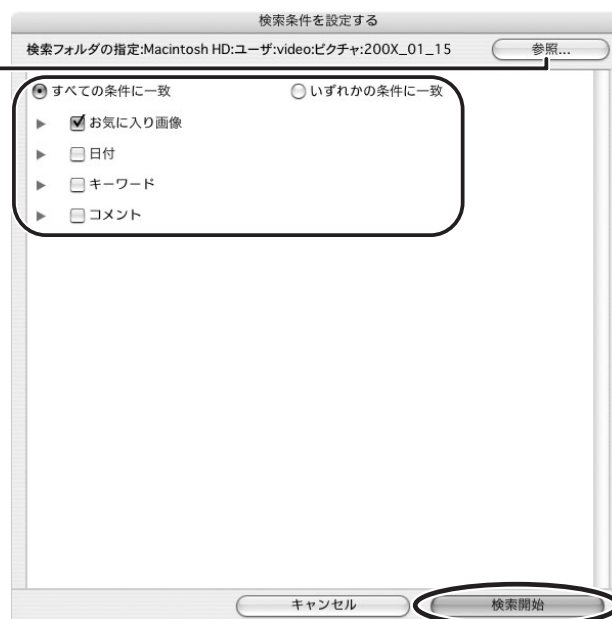 検索条件を設定する
検索フォルダの指定:Macintosh HD:ユーザ:video:ピクチャ:200X_01_15 参照...
すべての条件に一致 いずれかの条件に一致
お気に入り画像
日付
キーワード
コメント
キャンセル 検索開始